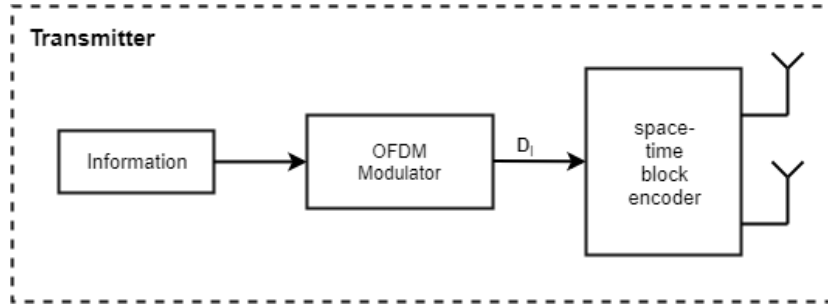 Transmitter
Information
OFDM
Modulator
D_l
space-
time
block
encoder